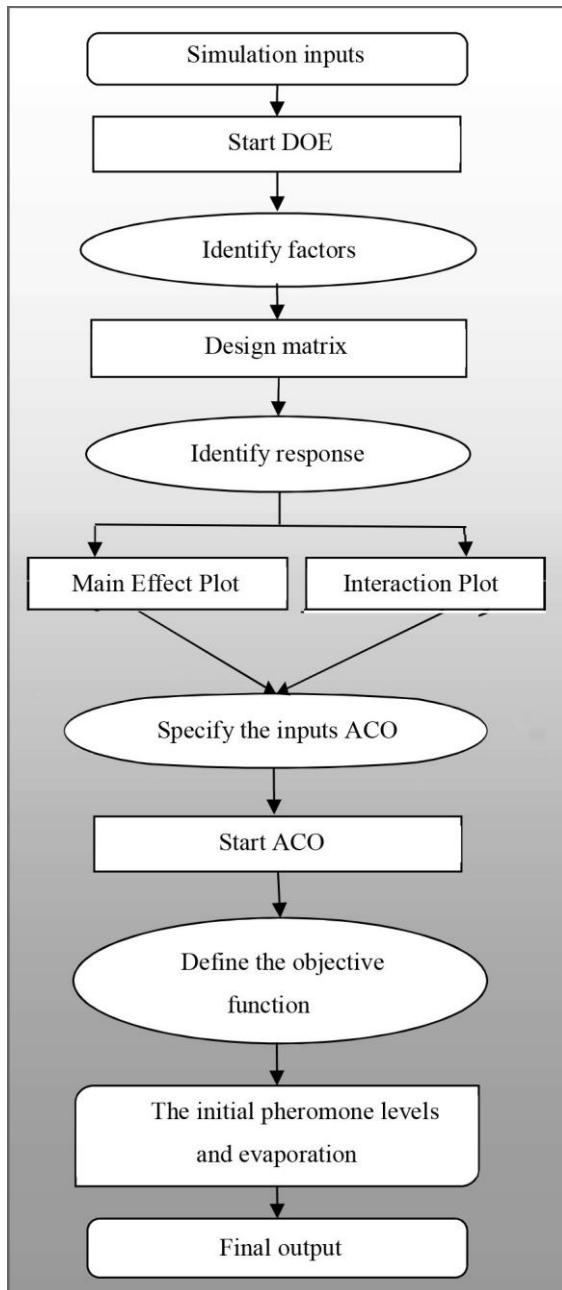 Simulation inputs
Start DOE
Identify factors
Design matrix
Identify response
Main Effect Plot
Interaction Plot
Specify the inputs ACO
Start ACO
Define the objective
function
The initial pheromone levels
and evaporation
Final output